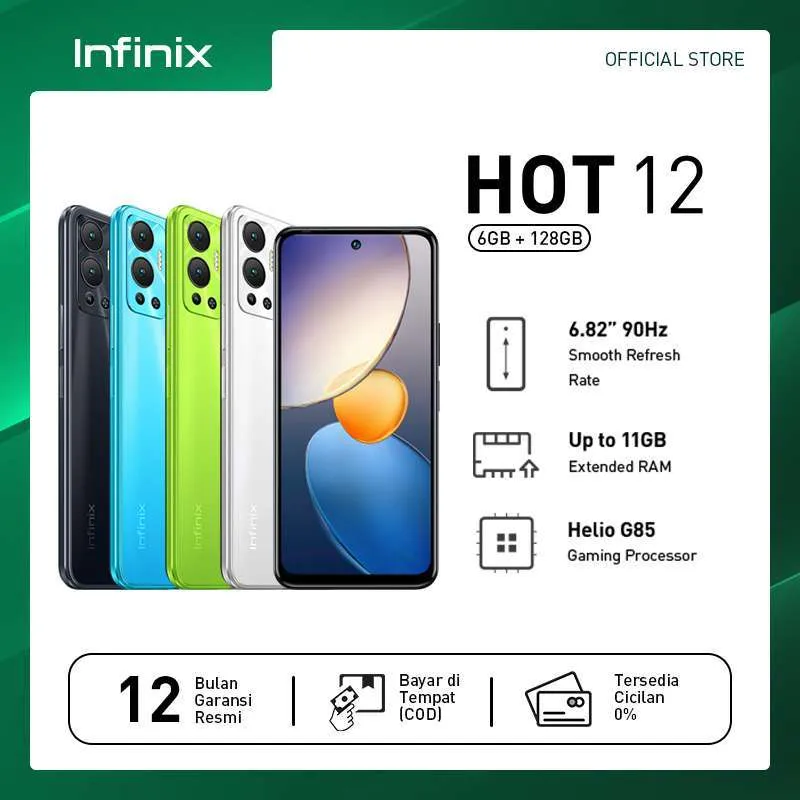 Infinix
OFFICIAL STORE
HOT 12
6GB + 128GB
6.82” 90Hz
Smooth Refresh
Rate
Up to 11GB
Extended RAM
Helio G85
Gaming Processor
Infinix
Infinix
Infinix
Infinix
12 Bulan
Garansi
Resmi
Bayar di
Tempat
(COD)
Tersedia
Cicilan
0%